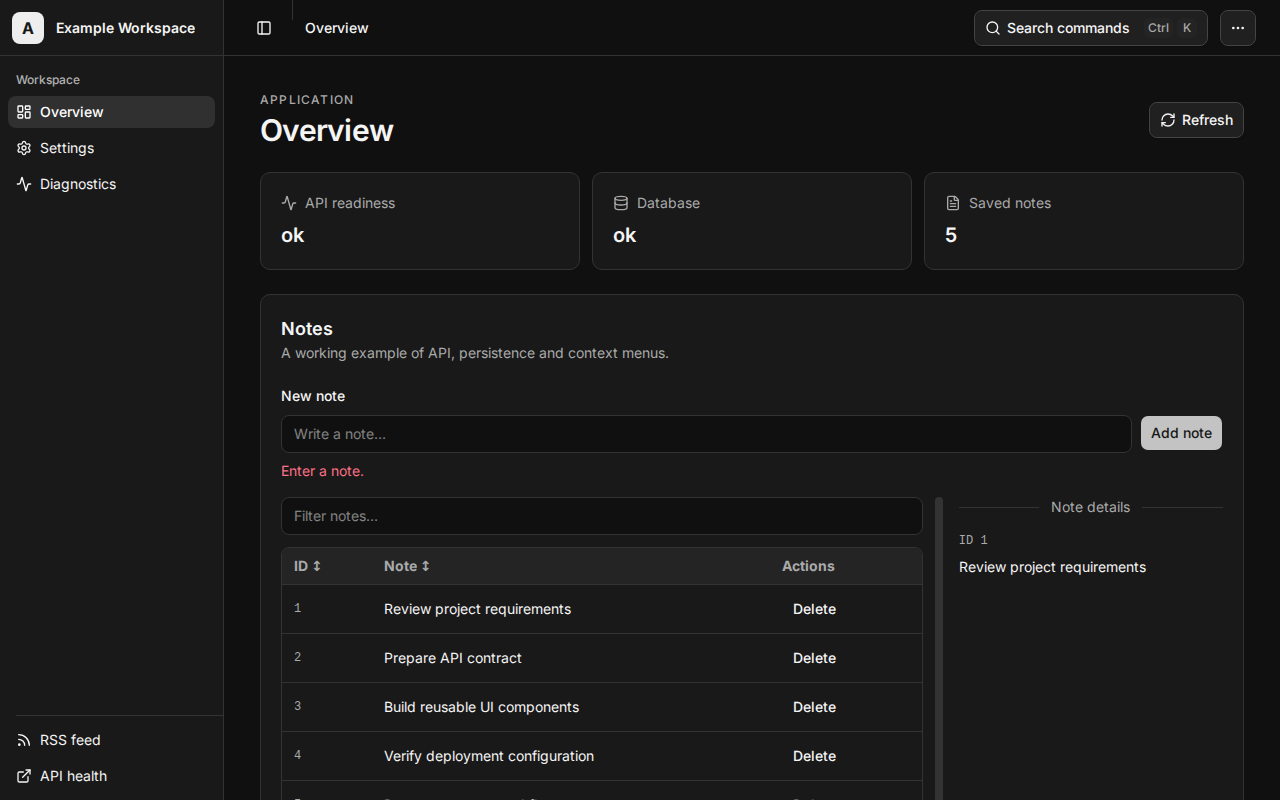 A Example Workspace
Overview
Search commands Ctrl K
Workspace
Overview
Settings
Diagnostics
RSS feed
API health
APPLICATION
Overview
Refresh
API readiness
ok
Database
ok
Saved notes
5
Notes
A working example of API, persistence and context menus.
New note
Write a note...
Add note
Enter a note.
Filter notes...
ID ↕ Note ↕ Actions
1 Review project requirements Delete
2 Prepare API contract Delete
3 Build reusable UI components Delete
4 Verify deployment configuration Delete
Note details
ID 1
Review project requirements